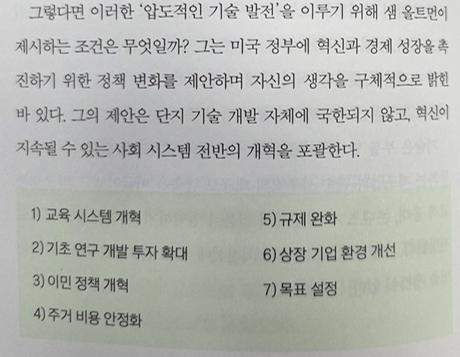 그렇다면 이러한 '압도적인 기술 발전'을 이루기 위해 샘 올트먼이
제시하는 조건은 무엇일까? 그는 미국 정부에 혁신과 경제 성장을 촉
진하기 위한 정책 변화를 제안하며 자신의 생각을 구체적으로 밝힌
바 있다. 그의 제안은 단지 기술 개발 자체에 국한되지 않고, 혁신이
지속될 수 있는 사회 시스템 전반의 개혁을 포괄한다.
1) 교육 시스템 개혁
2) 기초 연구 개발 투자 확대
3) 이민 정책 개혁
4) 주거 비용 안정화
5) 규제 완화
6) 상장 기업 환경 개선
7) 목표 설정